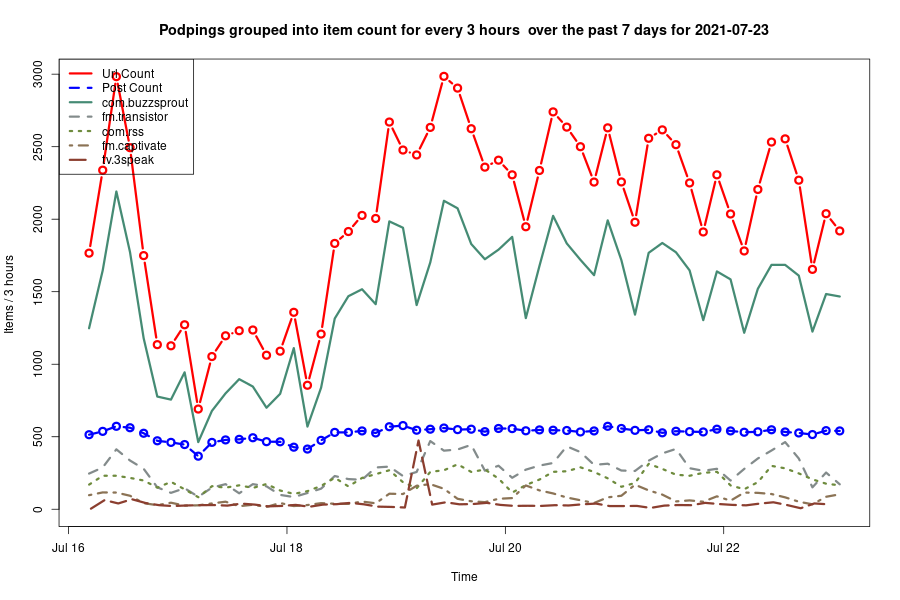 Podpings grouped into item count for every 3 hours over the past 7 days for 2021-07-23
Url Count
Post Count
com.buzzsprout
fm.transistor
com.rss
fm.captivate
tv.3speak
Items / 3 hours
3000
2500
2000
1500
1000
500
0
Jul 16
Jul 18
Jul 20
Jul 22
Time